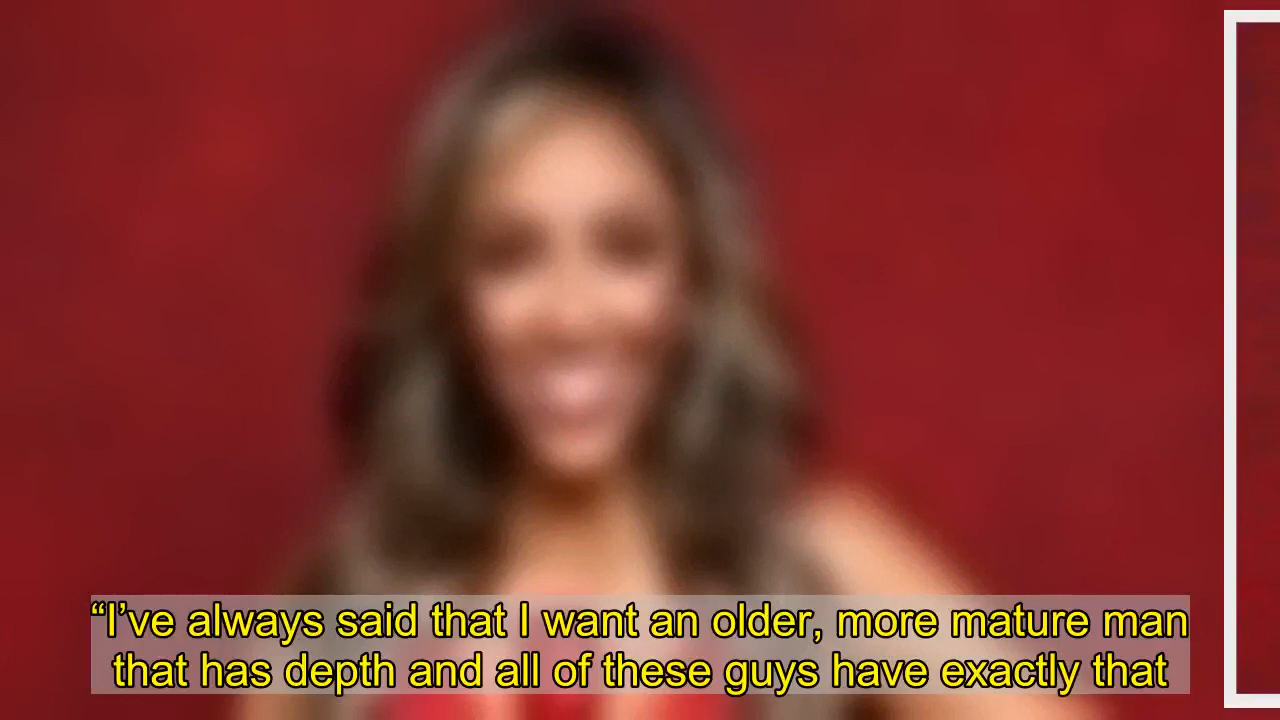 “I’ve always said that I want an older, more mature man
that has depth and all of these guys have exactly that